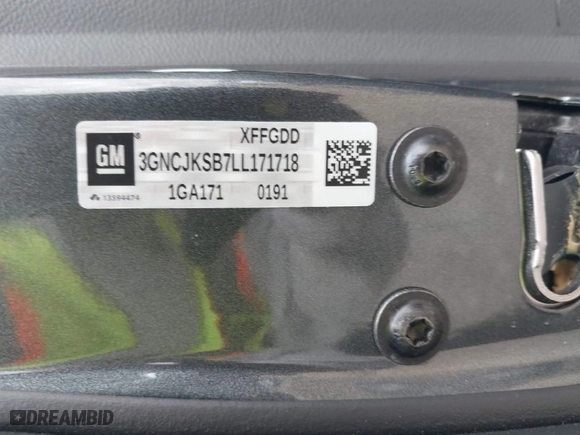 XFFGDD
GM ®
3GNCJKSB7LL171718
1GA171 0191
13594474
DREAMBID